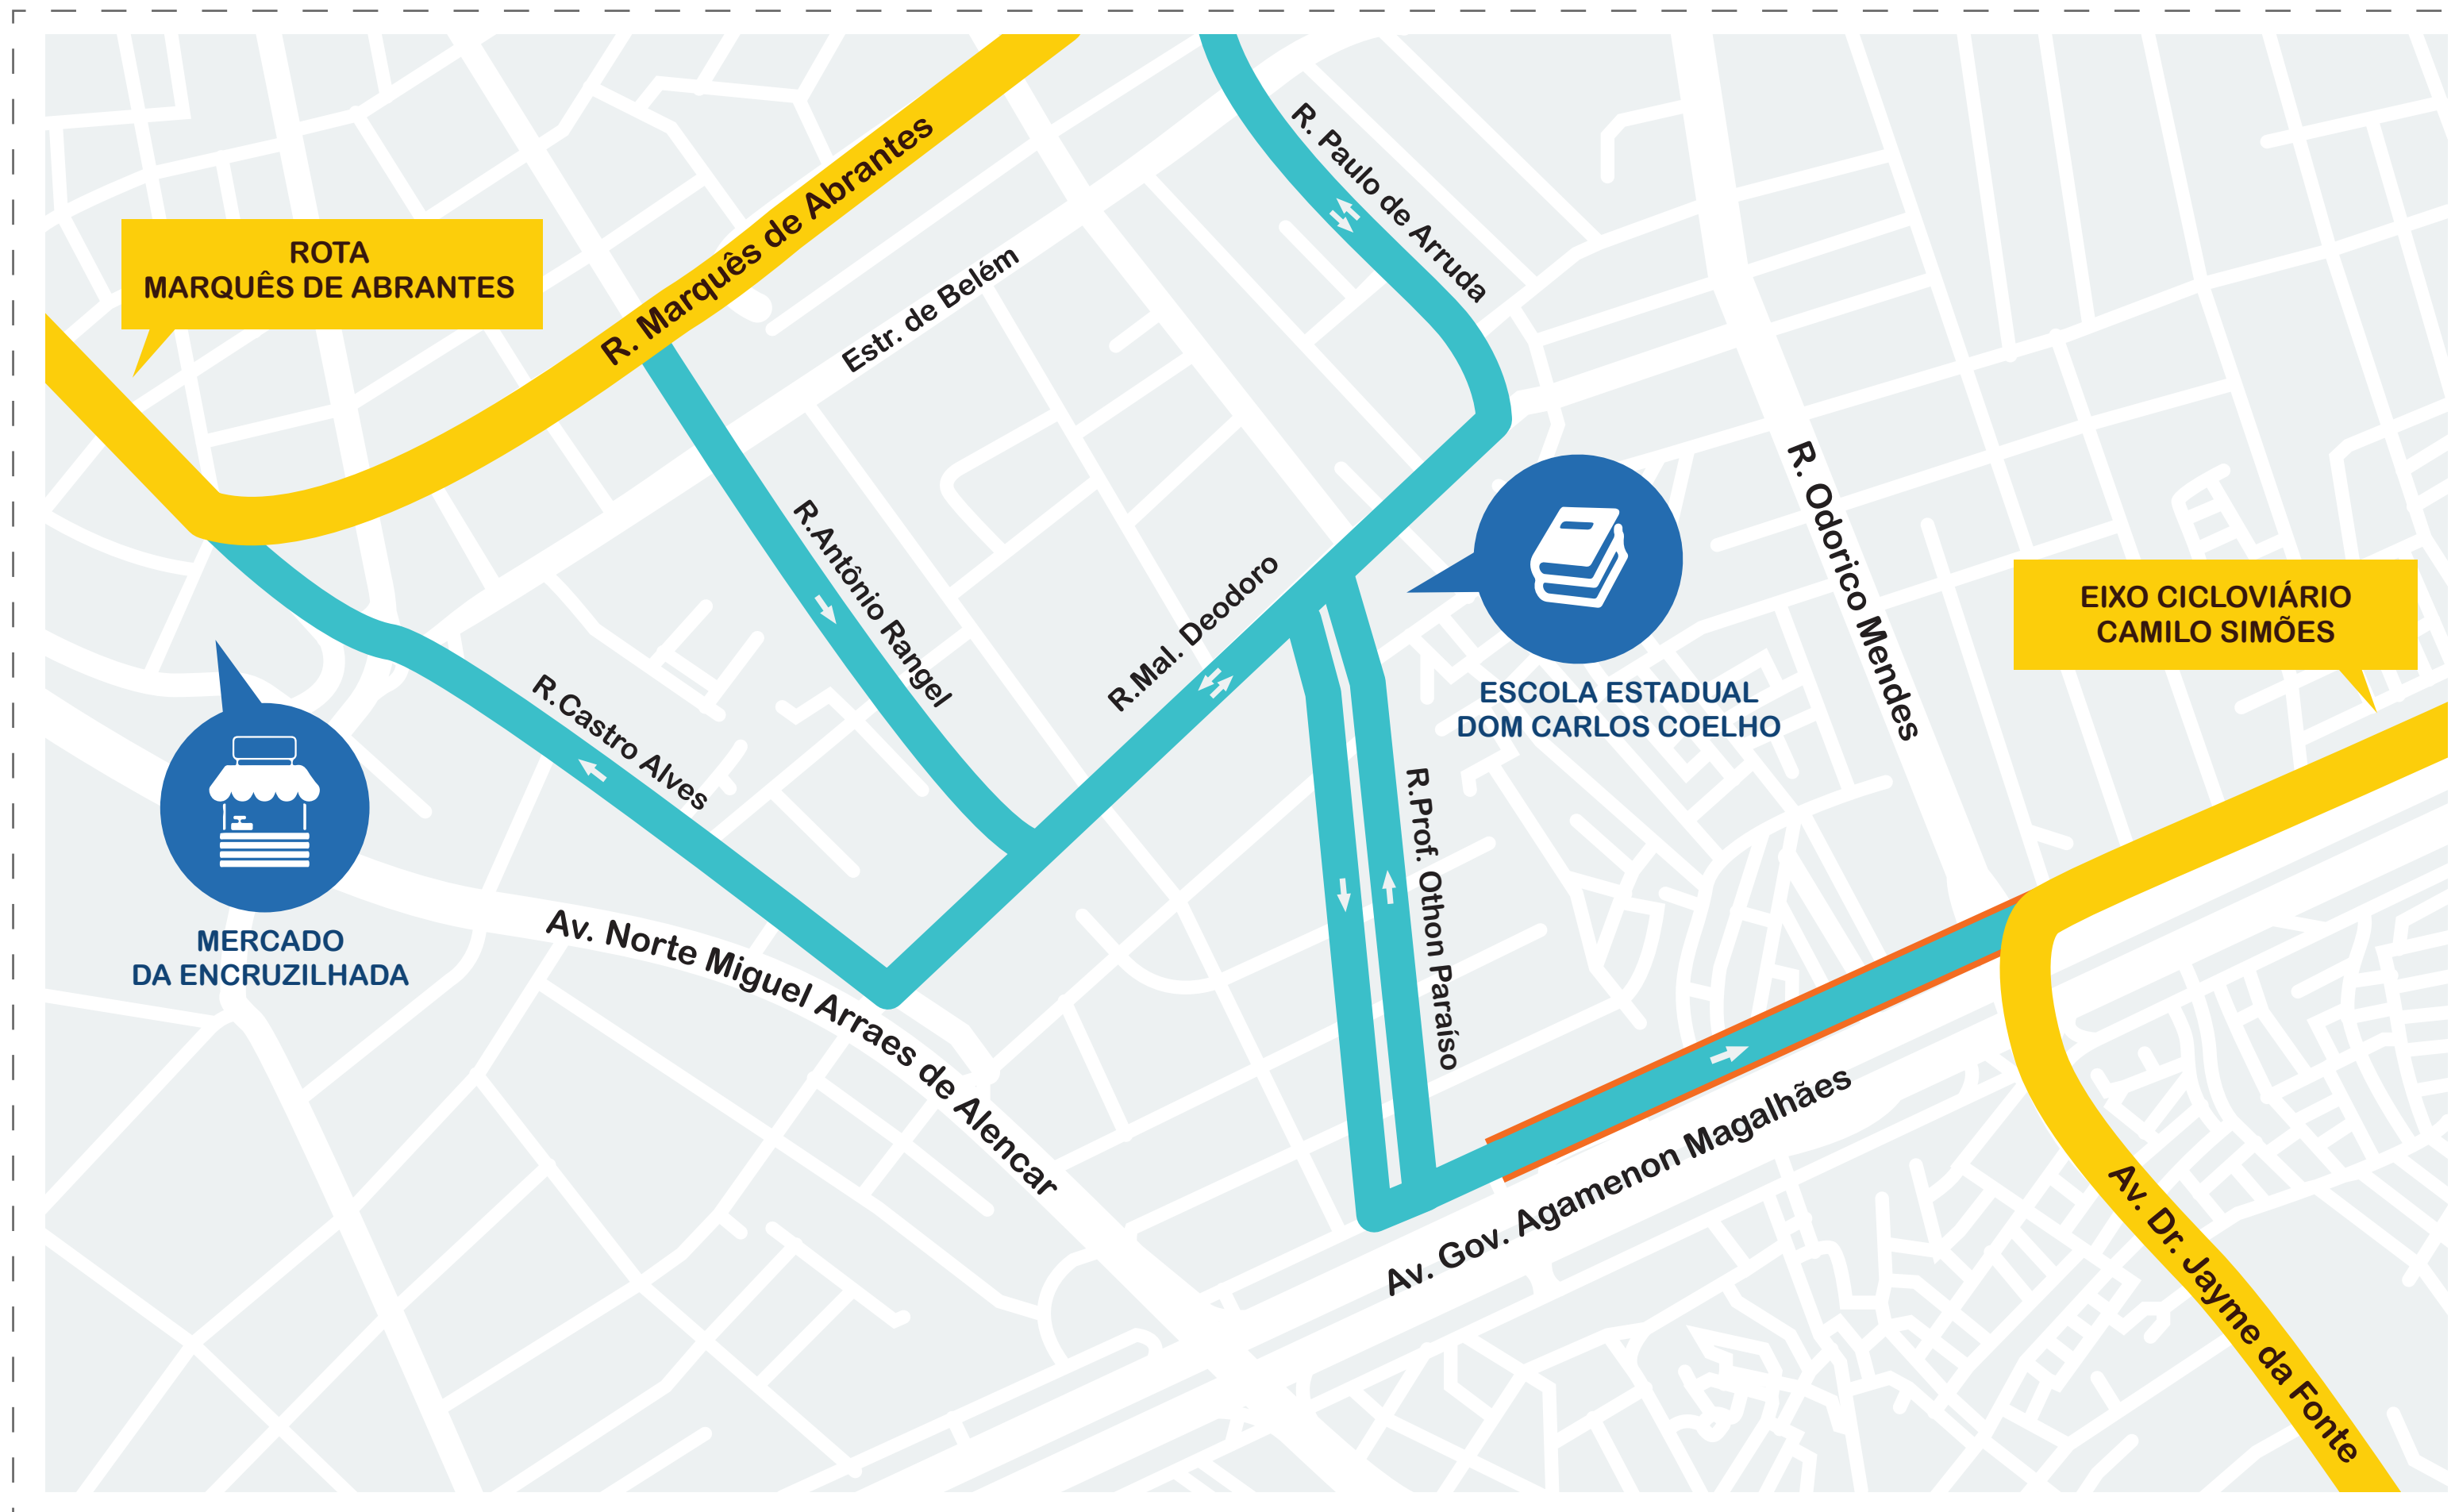 R. Paulo de Arruda
R. Marquês de Abrantes
ROTA
MARQUÊS DE ABRANTES
Estr. de Belém
R. Odorico Mendes
R.Antônio Rangel
R.Mal. Deodoro
EIXO CICLOVIÁRIO
CAMILO SIMÕES
ESCOLA ESTADUAL
DOM CARLOS COELHO
R.Castro Alves
R.Prof. Othon Paraíso
MERCADO
DA ENCRUZILHADA
Av. Norte Miguel Arraes de Alencar
Av. Gov. Agamenon Magalhães
Av. Dr. Jayme da Fonte